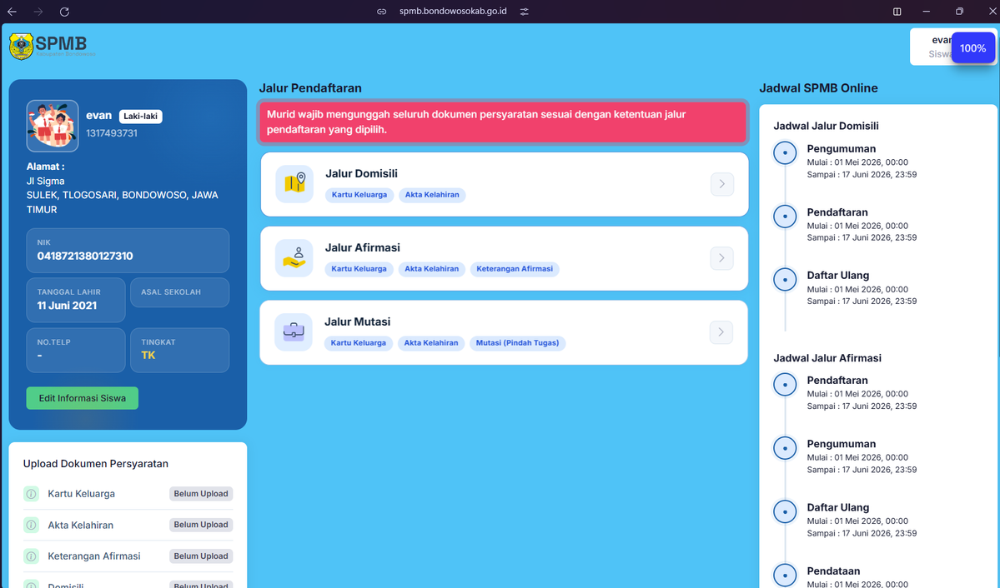 spmb.bondowosokab.go.id
SPMB
Kabupaten Bondowoso
evan
Siswa
100%
evan Laki-laki
1317493731
Alamat :
Jl Sigma
SULEK, TLOGOSARI, BONDOWOSO, JAWA
TIMUR
NIK
0418721380127310
TANGGAL LAHIR
11 Juni 2021
ASAL SEKOLAH
NO.TELP
-
TINGKAT
TK
Edit Informasi Siswa
Upload Dokumen Persyaratan
Kartu Keluarga Belum Upload
Akta Kelahiran Belum Upload
Keterangan Afirmasi Belum Upload
Domisili Belum Upload
Jalur Pendaftaran
Murid wajib mengunggah seluruh dokumen persyaratan sesuai dengan ketentuan jalur
pendaftaran yang dipilih.
Jalur Domisili
Kartu Keluarga Akta Kelahiran
Jalur Afirmasi
Kartu Keluarga Akta Kelahiran Keterangan Afirmasi
Jalur Mutasi
Kartu Keluarga Akta Kelahiran Mutasi (Pindah Tugas)
Jadwal SPMB Online
Jadwal Jalur Domisili
Pengumuman
Mulai : 01 Mei 2026, 00:00
Sampai : 17 Juni 2026, 23:59
Pendaftaran
Mulai : 01 Mei 2026, 00:00
Sampai : 17 Juni 2026, 23:59
Daftar Ulang
Mulai : 01 Mei 2026, 00:00
Sampai : 17 Juni 2026, 23:59
Jadwal Jalur Afirmasi
Pendaftaran
Mulai : 01 Mei 2026, 00:00
Sampai : 17 Juni 2026, 23:59
Pengumuman
Mulai : 01 Mei 2026, 00:00
Sampai : 17 Juni 2026, 23:59
Daftar Ulang
Mulai : 01 Mei 2026, 00:00
Sampai : 17 Juni 2026, 23:59
Pendataan
Mulai : 01 Mei 2026, 00:00